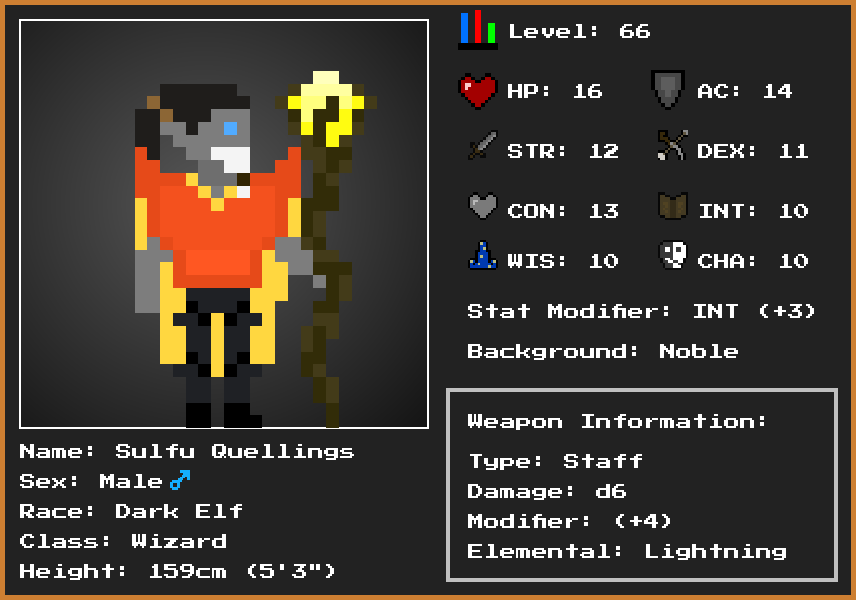 Level: 66
HP: 16 AC: 14
STR: 12 DEX: 11
CON: 13 INT: 10
WIS: 10 CHA: 10
Stat Modifier: INT (+3)
Background: Noble
Weapon Information:
Type: Staff
Damage: d6
Modifier: (+4)
Elemental: Lightning
Name: Sulfu Quellings
Sex: Male♂
Race: Dark Elf
Class: Wizard
Height: 159cm (5'3")